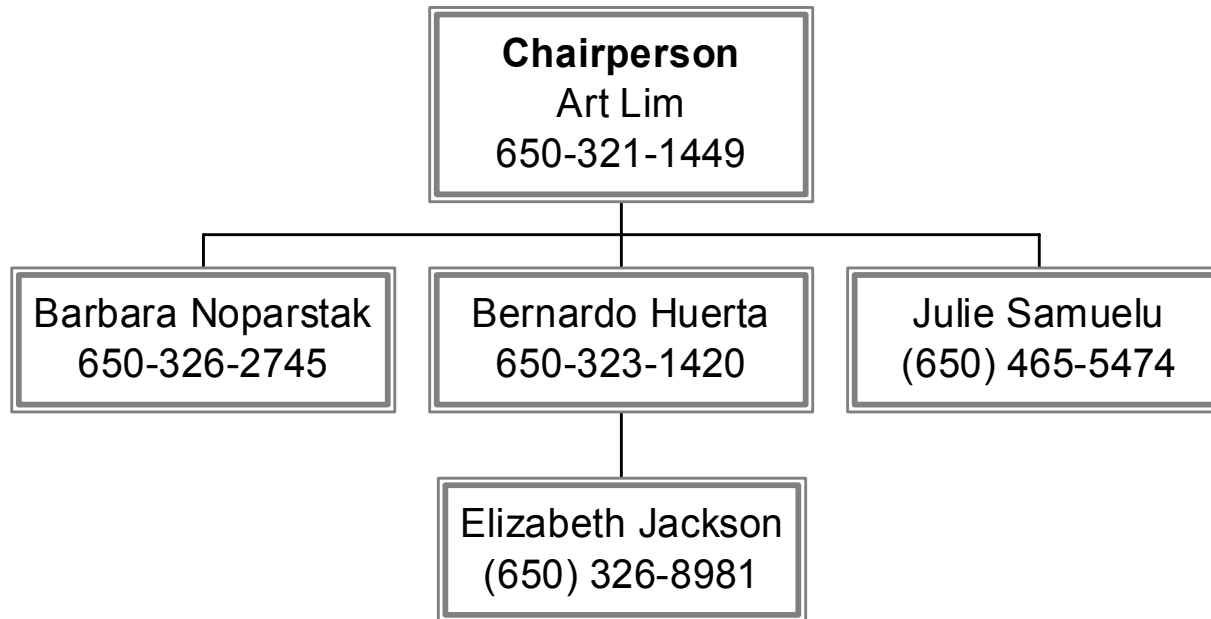 Chairperson
Art Lim
650-321-1449
Barbara Noparstak
650-326-2745
Bernardo Huerta
650-323-1420
Julie Samuelu
(650) 465-5474
Elizabeth Jackson
(650) 326-8981